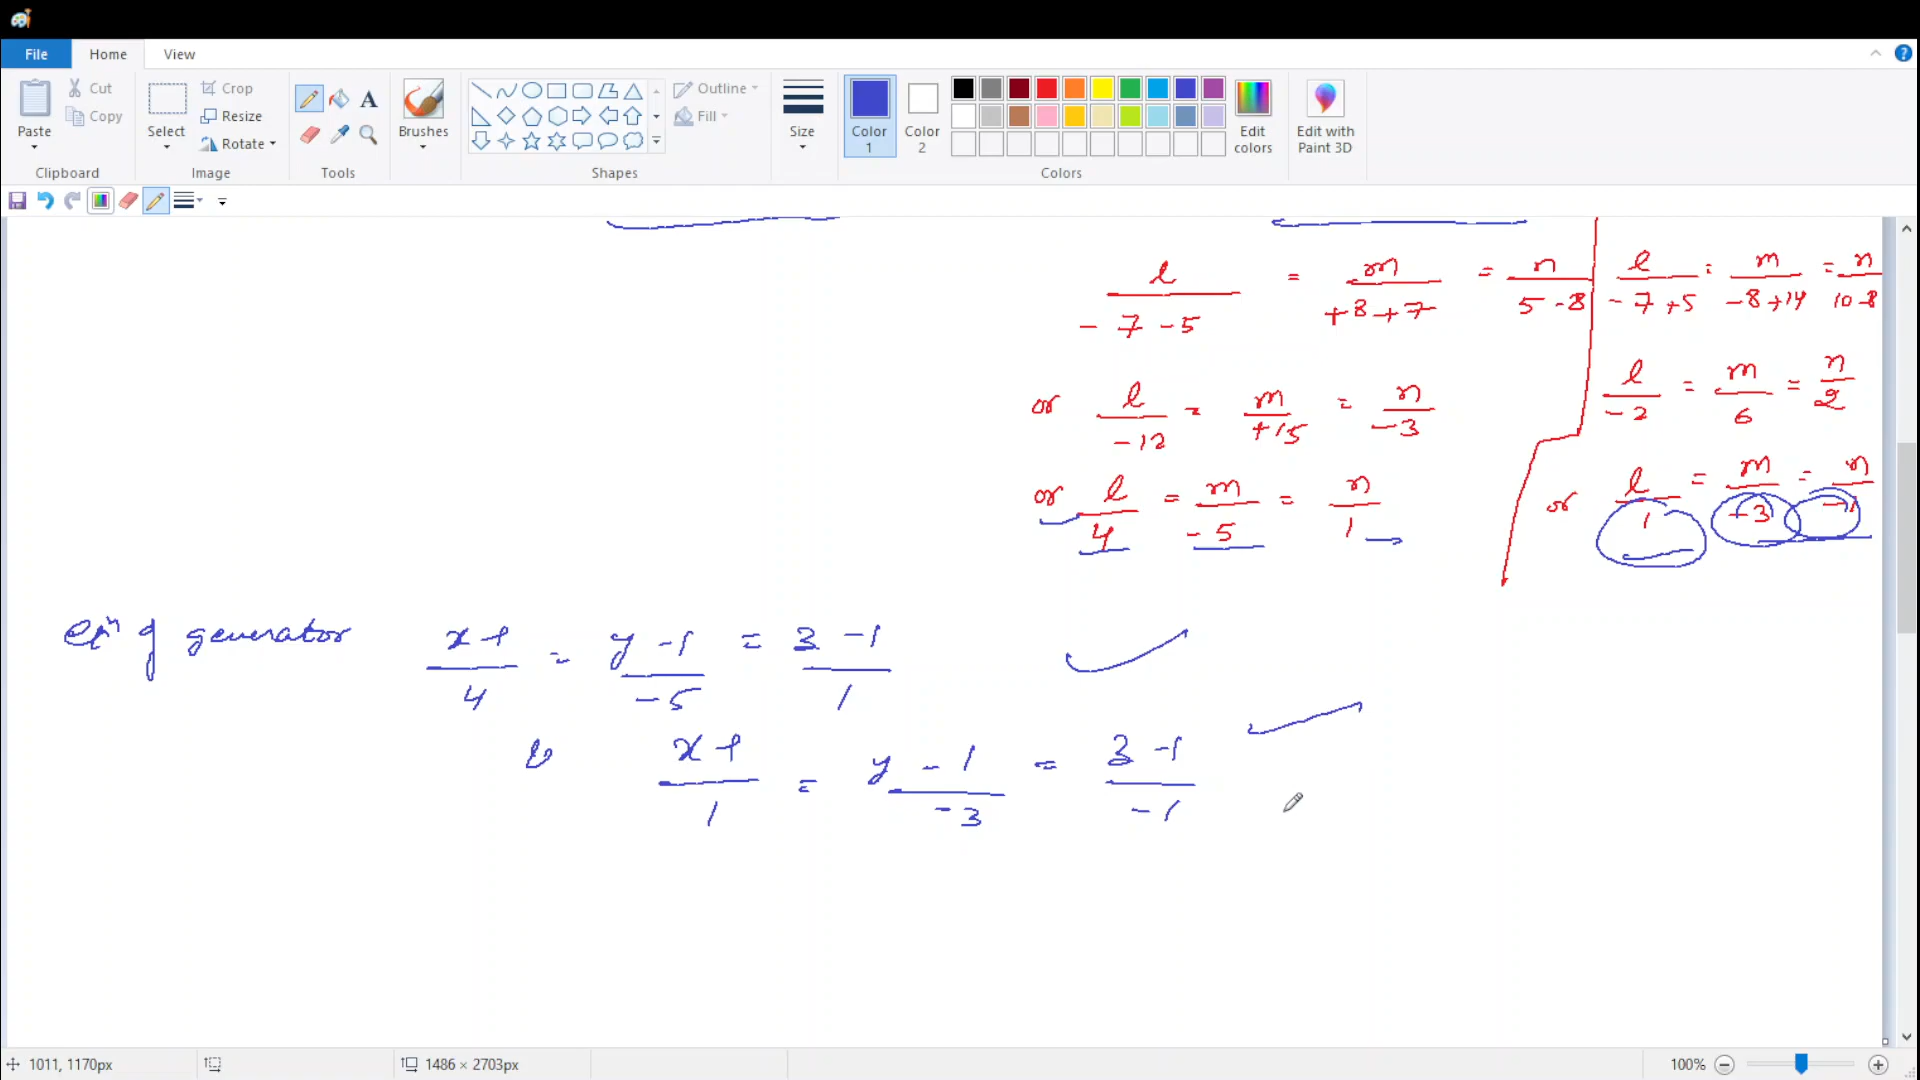 File Home View
Paste Cut Copy Clipboard
Select Crop Resize Rotate Image
Tools
Brushes
Outline Fill Shapes
Size
Color 1 Color 2 Edit colors Colors
Edit with Paint 3D
l/(-7-5) = m/(+8+7) = n/(5-8)
or l/-12 = m/+15 = n/-3
or l/4 = m/-5 = n/1
l/(-7+5) = m/(-8+14) = n/(10-8)
l/-2 = m/6 = n/2
or l/1 = m/-3 = n/-1
eqn of generator (x-1)/4 = (y-1)/-5 = (z-1)/1
& (x-1)/1 = (y-1)/-3 = (z-1)/-1
1011, 1170px 1486 × 2703px 100%